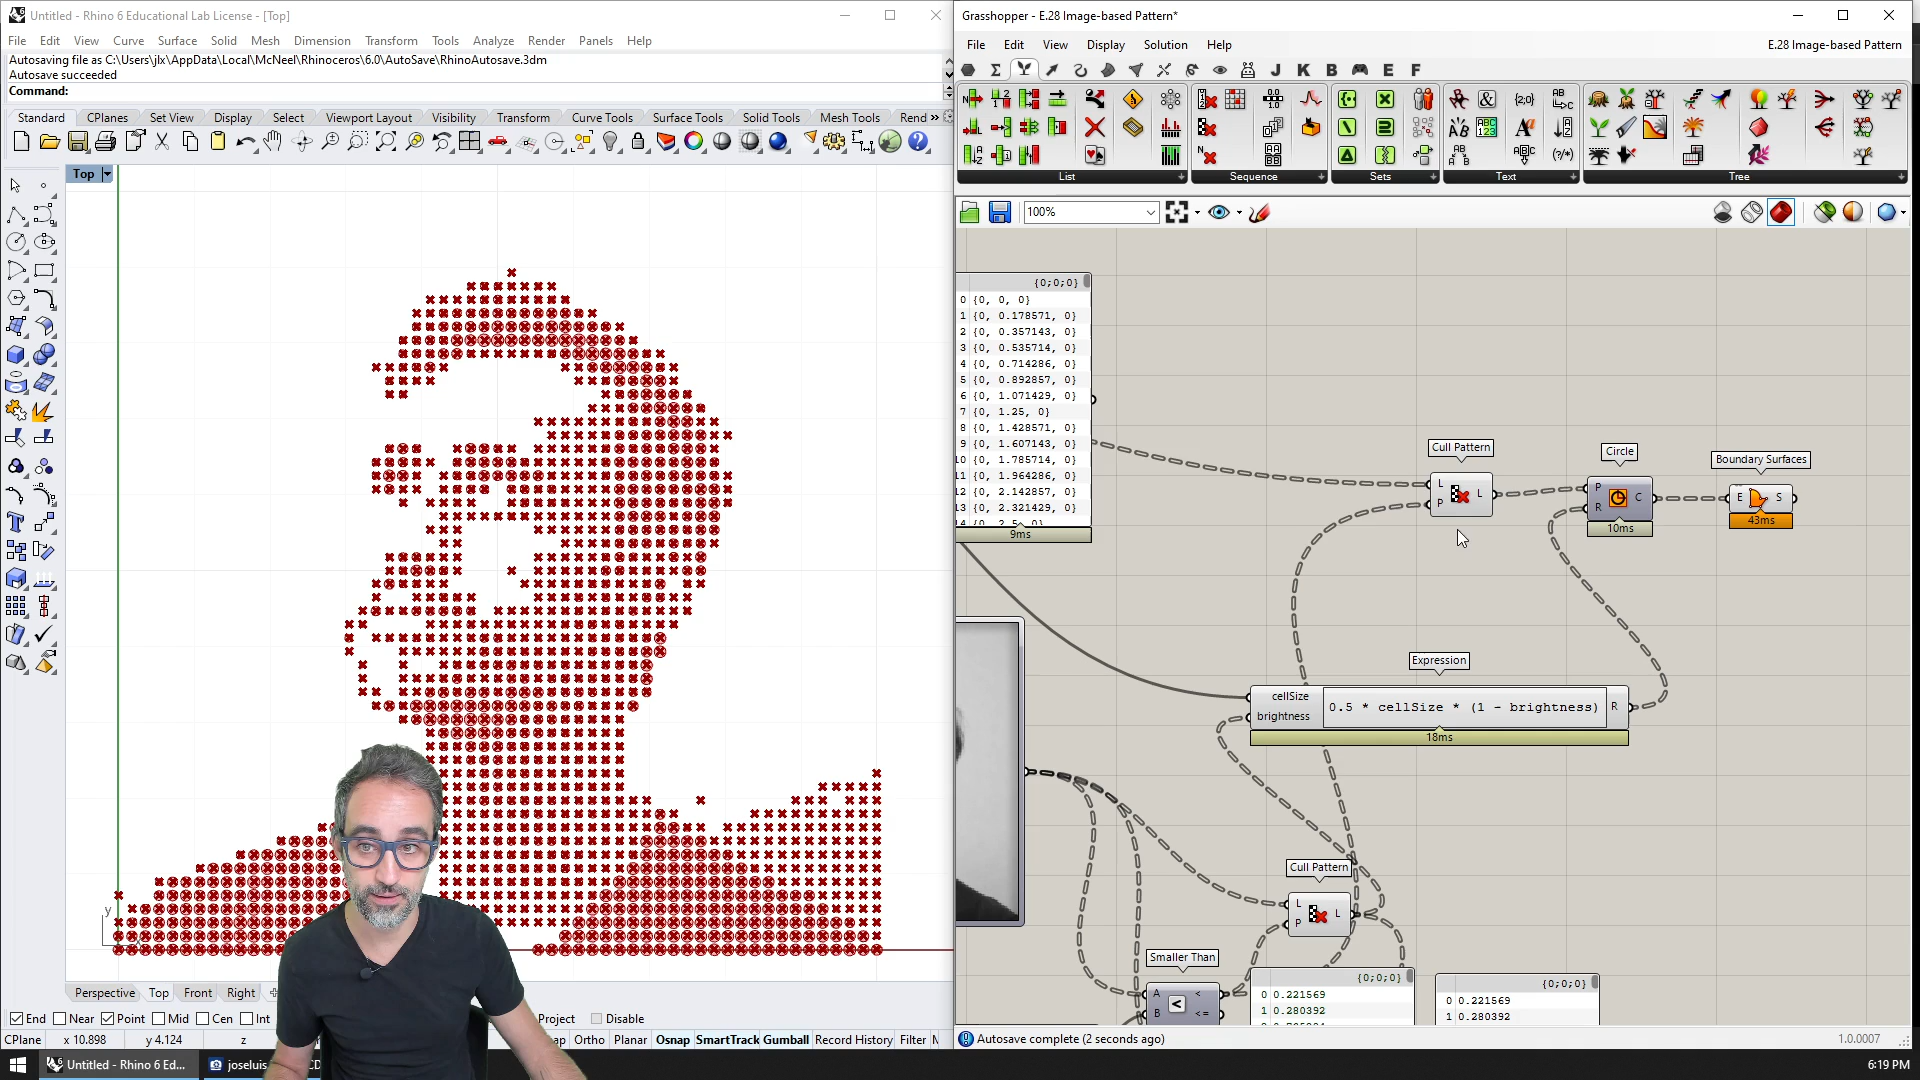 Untitled - Rhino 6 Educational Lab License - [Top]
File Edit View Curve Surface Solid Mesh Dimension Transform Tools Analyze Render Panels Help
Autosaving file as C:\Users\jlx\AppData\Local\McNeel\Rhinoceros\6.0\AutoSave\RhinoAutosave.3dm
Autosave succeeded
Command:
Standard CPlanes Set View Display Select Viewport Layout Visibility Transform Curve Tools Surface Tools Solid Tools Mesh Tools Rend »
Top
y
Perspective Top Front Right
End Near Point Mid Cen Int Project Disable
CPlane x 10.898 y 4.124 z Ortho Planar Osnap SmartTrack Gumball Record History Filter
Untitled - Rhino 6 Ed... joseluis
Grasshopper - E.28 Image-based Pattern*
File Edit View Display Solution Help E.28 Image-based Pattern
J K B E F
List Sequence Sets Text Tree
100%
{0;0;0}
0 {0, 0, 0}
1 {0, 0.178571, 0}
2 {0, 0.357143, 0}
3 {0, 0.535714, 0}
4 {0, 0.714286, 0}
5 {0, 0.892857, 0}
6 {0, 1.071429, 0}
7 {0, 1.25, 0}
8 {0, 1.428571, 0}
9 {0, 1.607143, 0}
10 {0, 1.785714, 0}
11 {0, 1.964286, 0}
12 {0, 2.142857, 0}
13 {0, 2.321429, 0}
14 {0, 2.5, 0}
9ms
Cull Pattern
L P L
Circle
P R C
10ms
Boundary Surfaces
E S
43ms
Expression
cellSize
brightness
0.5 * cellSize * (1 - brightness) R
18ms
Cull Pattern
L P L
Smaller Than
A B < <=
{0;0;0}
0 0.221569
1 0.280392
{0;0;0}
0 0.221569
1 0.280392
Autosave complete (2 seconds ago) 1.0.0007
6:19 PM